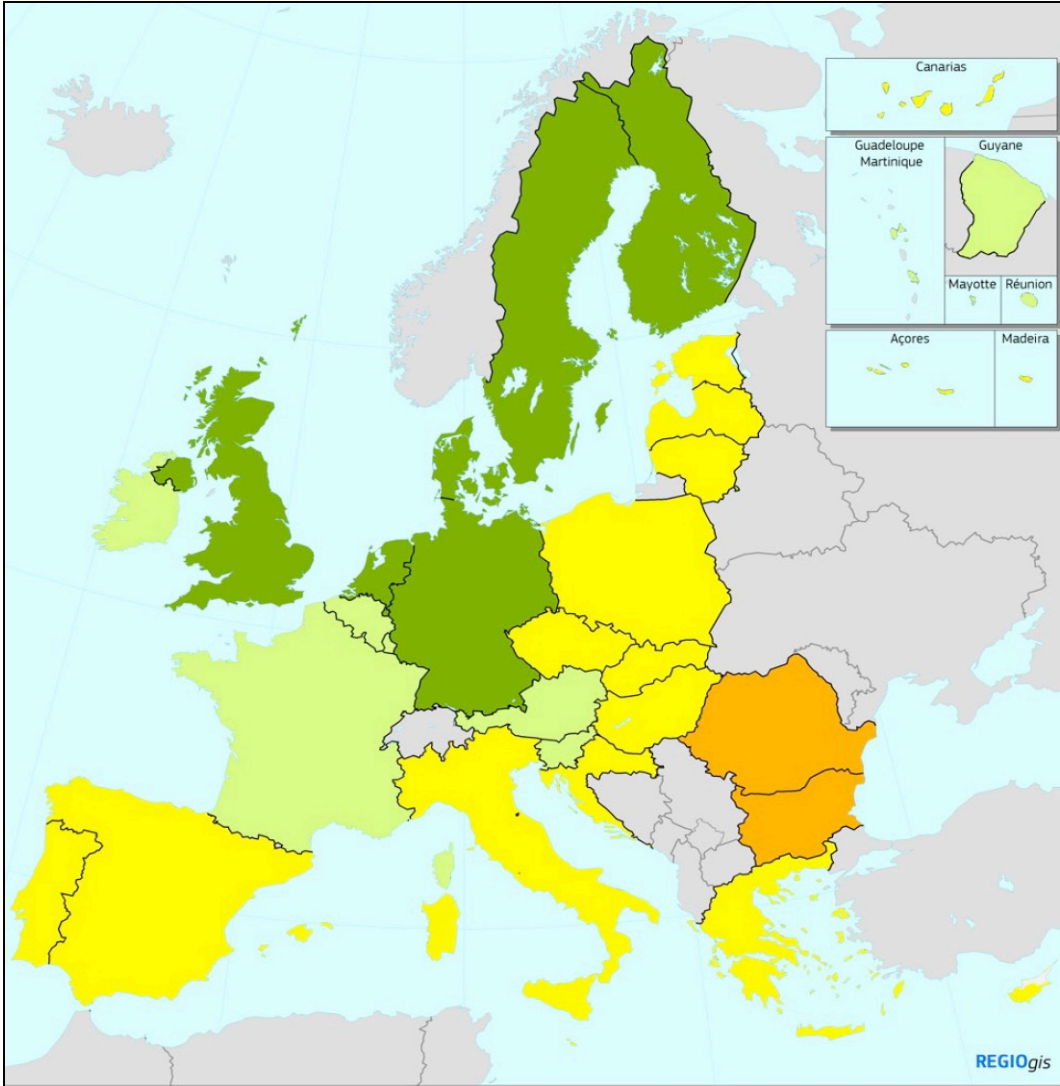 Canarias
Guadeloupe
Martinique
Guyane
Mayotte
Réunion
Açores
Madeira
REGIOgis